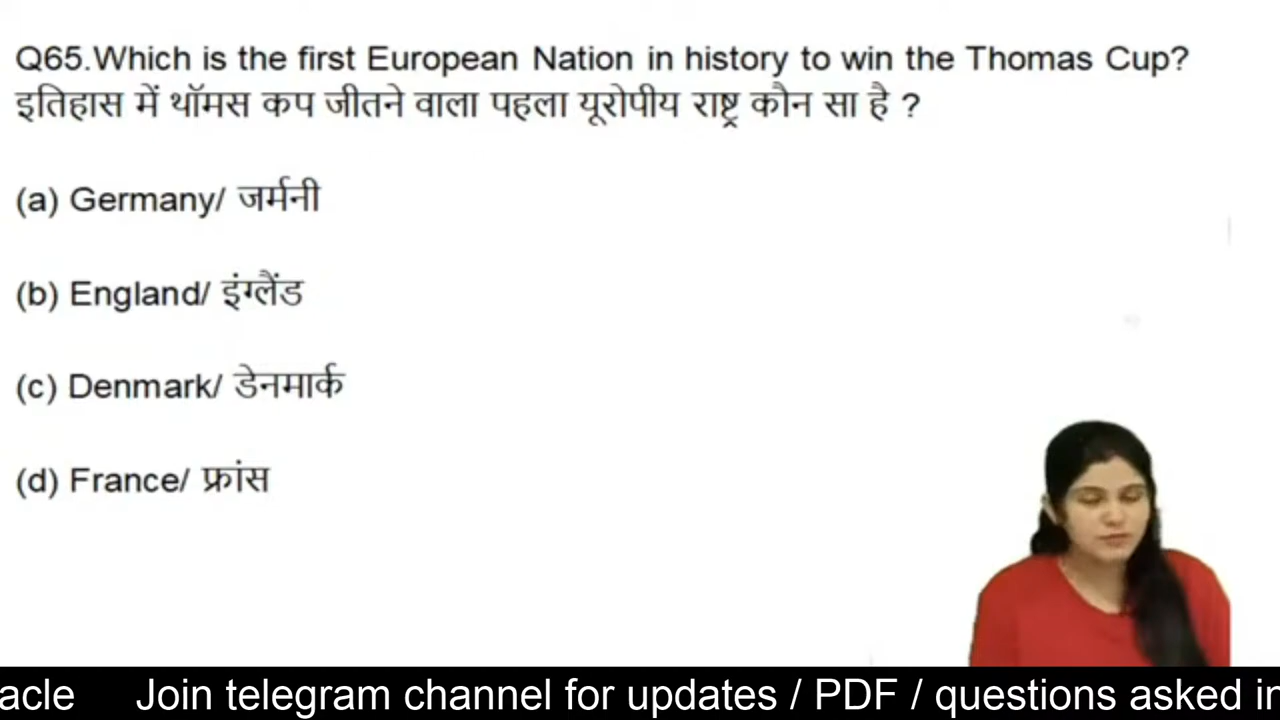 Q65.Which is the first European Nation in history to win the Thomas Cup?
इतिहास में थॉमस कप जीतने वाला पहला यूरोपीय राष्ट्र कौन सा है ?
(a) Germany/ जर्मनी
(b) England/ इंग्लैंड
(c) Denmark/ डेनमार्क
(d) France/ फ्रांस
acle Join telegram channel for updates / PDF / questions asked in